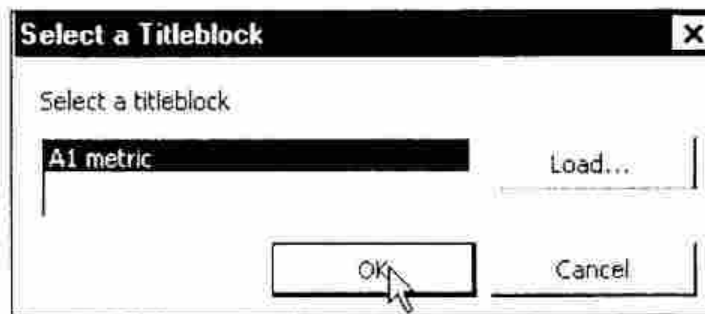 Select a Titleblock
Select a titleblock
A1 metric
Load...
OK
Cancel